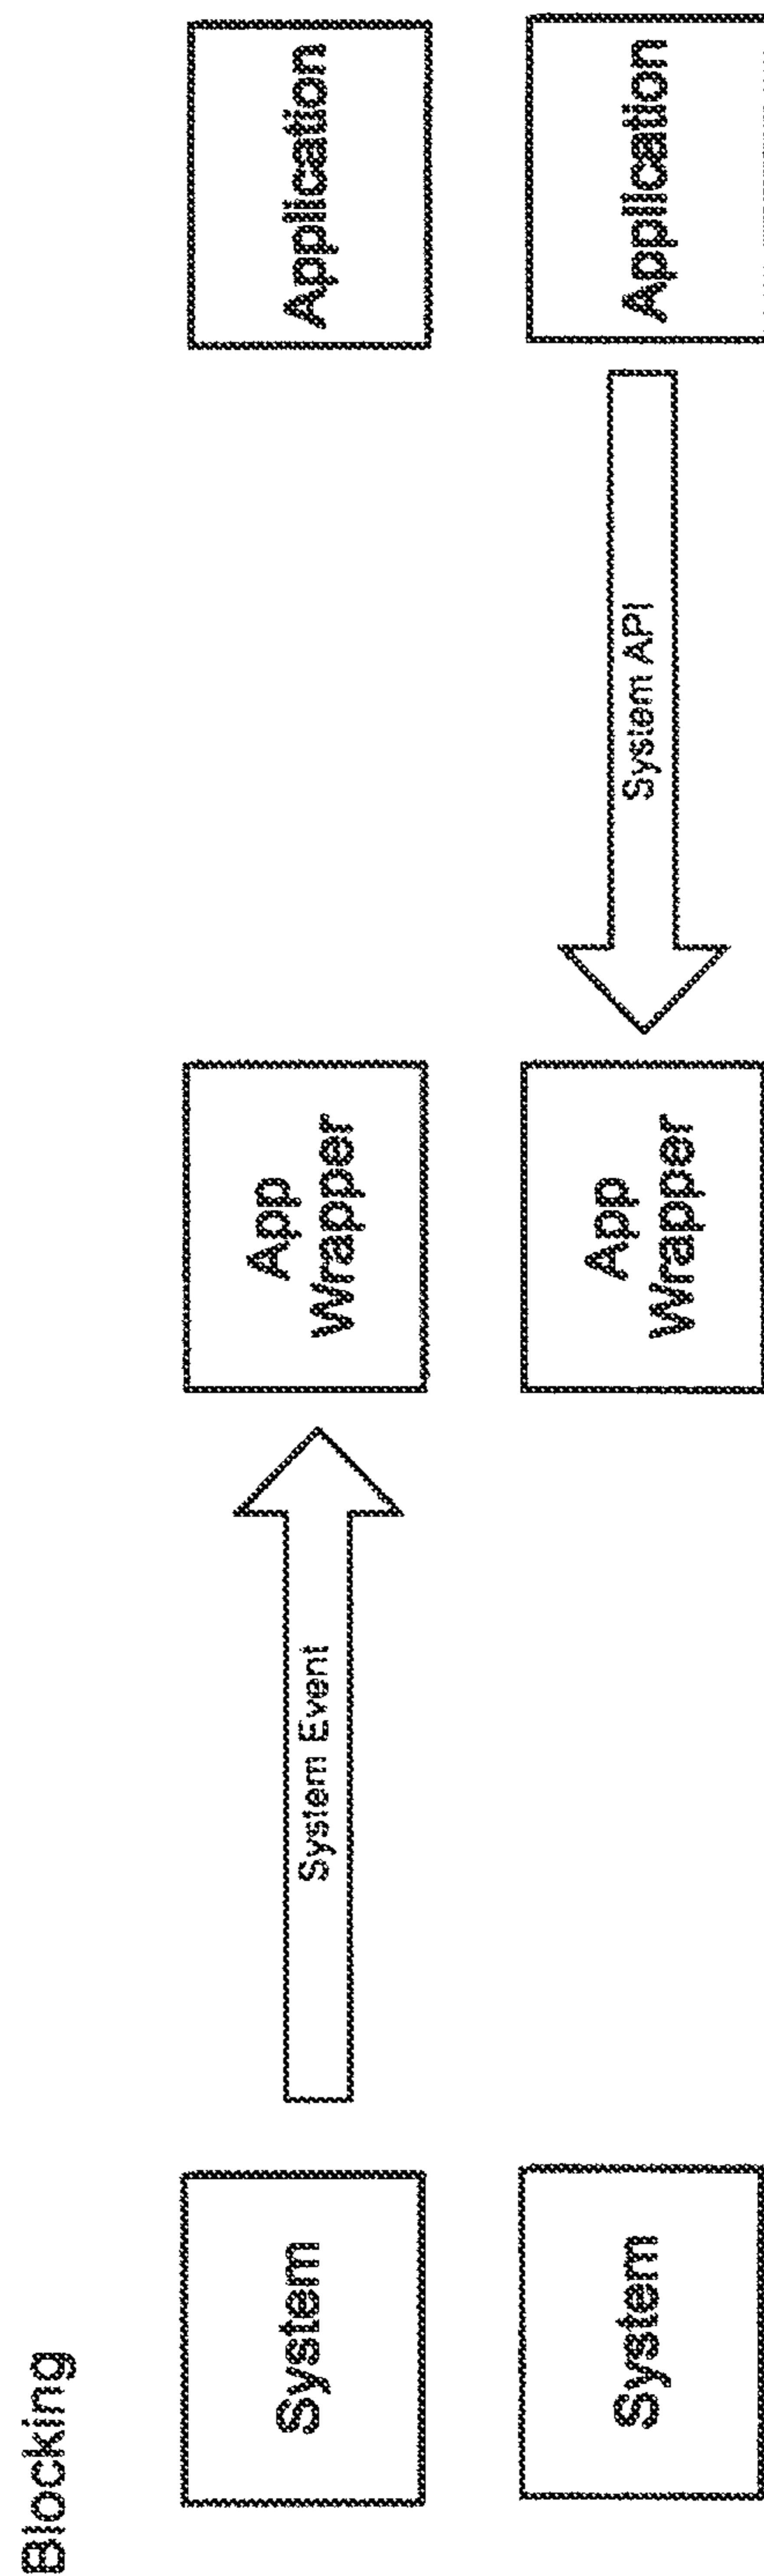 Blocking
System
System Event
App
Wrapper
Application
System
App
Wrapper
System API
Application